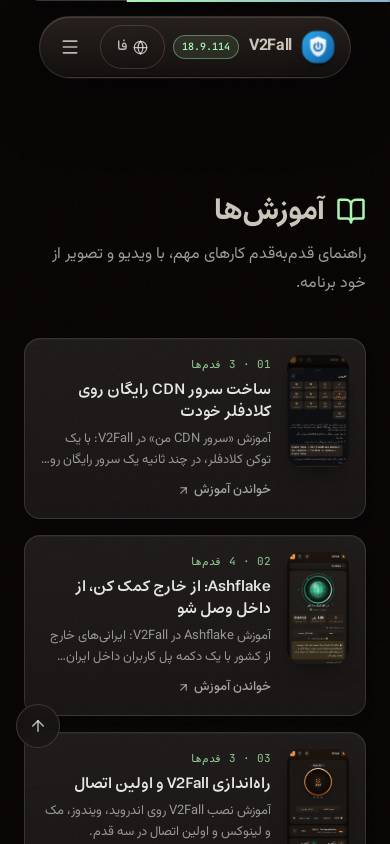 V2Fall
18.9.114
فا
آموزش‌ها
راهنمای قدم‌به‌قدم کارهای مهم، با ویدیو و تصویر از
خود برنامه.
01 · 3 قدم‌ها
ساخت سرور CDN رایگان روی
کلادفلر خودت
آموزش «سرور CDN من» در V2Fall: با یک
توکن کلادفلر، در چند ثانیه یک سرور رایگان رو…
خواندن آموزش
02 · 4 قدم‌ها
Ashflake: از خارج کمک کن، از
داخل وصل شو
آموزش Ashflake در V2Fall: ایرانی‌های خارج
از کشور با یک دکمه پل کاربران داخل ایران…
خواندن آموزش
03 · 3 قدم‌ها
راه‌اندازی V2Fall و اولین اتصال
آموزش نصب V2Fall روی اندروید، ویندوز، مک
و لینوکس و اولین اتصال در سه قدم.